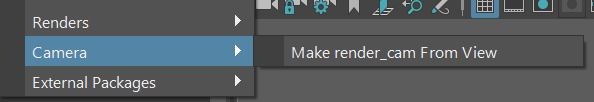 Renders
Camera
Make render_cam From View
External Packages